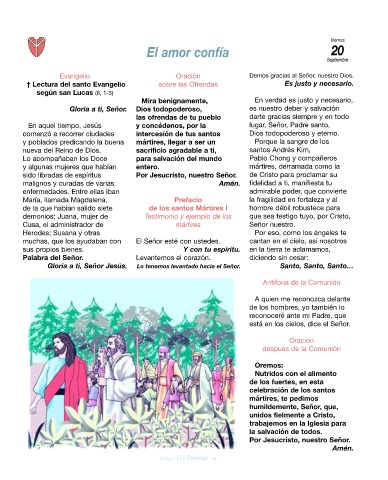 El amor confía
Viernes
20
Septiembre
Evangelio
† Lectura del santo Evangelio
según san Lucas (8, 1-3)
Gloria a ti, Señor.
En aquel tiempo, Jesús
comenzó a recorrer ciudades
y poblados predicando la buena
nueva del Reino de Dios.
Lo acompañaban los Doce
y algunas mujeres que habían
sido libradas de espíritus
malignos y curadas de varias
enfermedades. Entre ellas iban
María, llamada Magdalena,
de la que habían salido siete
demonios; Juana, mujer de
Cusa, el administrador de
Herodes; Susana y otras
muchas, que los ayudaban con
sus propios bienes.
Palabra del Señor.
Gloria a ti, Señor Jesús.
Oración
sobre las Ofrendas
Mira benignamente,
Dios todopoderoso,
las ofrendas de tu pueblo
y concédenos, por la
intercesión de tus santos
mártires, llegar a ser un
sacrificio agradable a ti,
para salvación del mundo
entero.
Por Jesucristo, nuestro Señor.
Amén.
Prefacio
de los santos Mártires I
Testimonio y ejemplo de los
mártires
El Señor esté con ustedes.
Y con tu espíritu.
Levantemos el corazón.
Lo tenemos levantado hacia el Señor.
Demos gracias al Señor, nuestro Dios.
Es justo y necesario.
En verdad es justo y necesario,
es nuestro deber y salvación
darte gracias siempre y en todo
lugar, Señor, Padre santo,
Dios todopoderoso y eterno.
Porque la sangre de los
santos Andrés Kim,
Pablo Chong y compañeros
mártires, derramada como la
de Cristo para proclamar su
fidelidad a ti, manifiesta tu
admirable poder, que convierte
la fragilidad en fortaleza y al
hombre débil robustece para
que sea testigo tuyo, por Cristo,
Señor nuestro.
Por eso, como los ángeles te
cantan en el cielo, así nosotros
en la tierra te aclamamos,
diciendo sin cesar:
Santo, Santo, Santo…
Antífona de la Comunión
A quien me reconozca delante
de los hombres, yo también lo
reconoceré ante mi Padre, que
está en los cielos, dice el Señor.
Oración
después de la Comunión
Oremos:
Nutridos con el alimento
de los fuertes, en esta
celebración de los santos
mártires, te pedimos
humildemente, Señor, que,
unidos fielmente a Cristo,
trabajemos en la Iglesia para
la salvación de todos.
Por Jesucristo, nuestro Señor.
Amén.